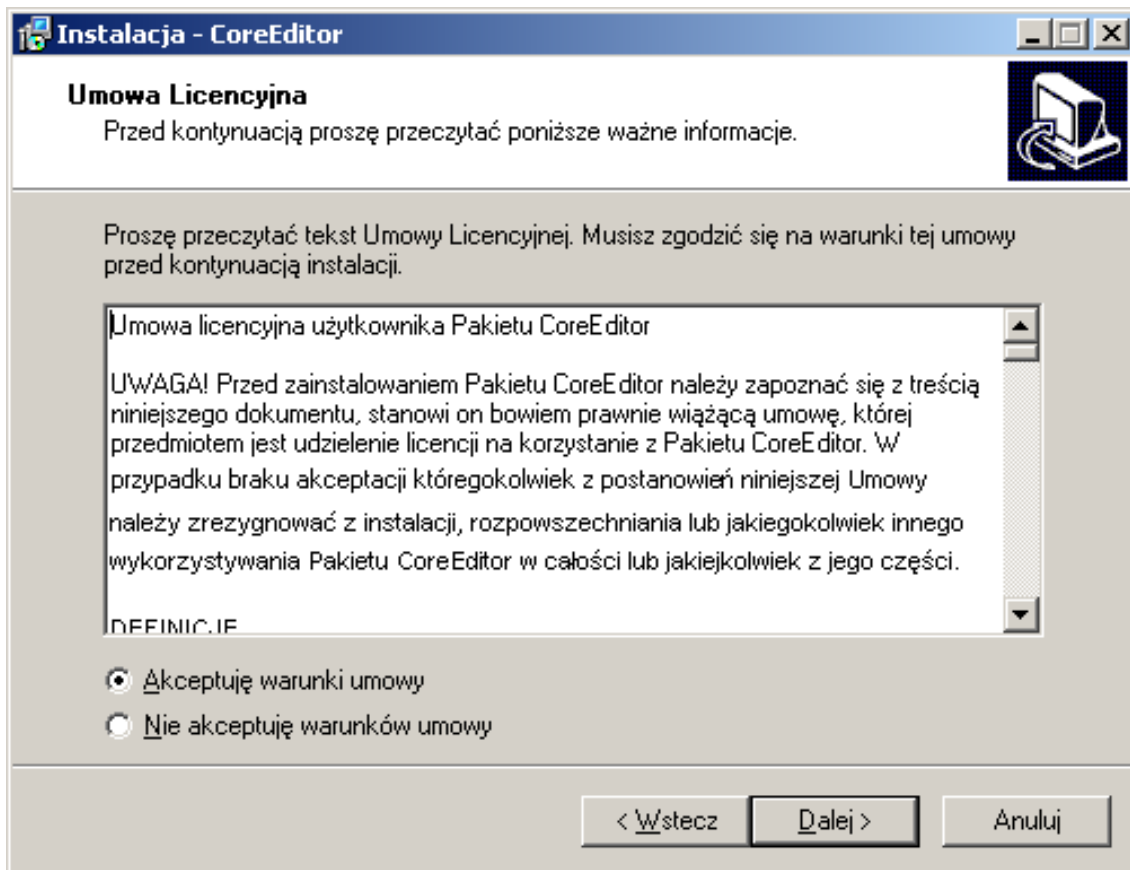 Instalacja - CoreEditor
Umowa Licencyjna
Przed kontynuacją proszę przeczytać poniższe ważne informacje.
Proszę przeczytać tekst Umowy Licencyjnej. Musisz zgodzić się na warunki tej umowy
przed kontynuacją instalacji.
Umowa licencyjna użytkownika Pakietu CoreEditor
UWAGA! Przed zainstalowaniem Pakietu CoreEditor należy zapoznać się z treścią
niniejszego dokumentu, stanowi on bowiem prawnie wiążącą umowę, której
przedmiotem jest udzielenie licencji na korzystanie z Pakietu CoreEditor. W
przypadku braku akceptacji któregokolwiek z postanowień niniejszej Umowy
należy zrezygnować z instalacji, rozpowszechniania lub jakiegokolwiek innego
wykorzystywania Pakietu CoreEditor w całości lub jakiejkolwiek z jego części.
DEFINICJE
Akceptuję warunki umowy
Nie akceptuję warunków umowy
< Wstecz
Dalej >
Anuluj